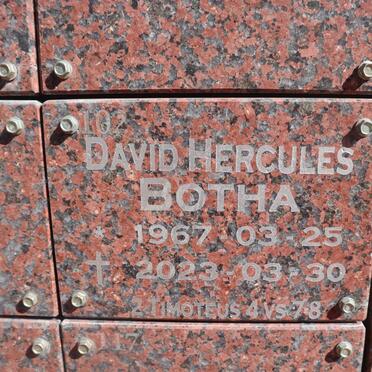 102
DAVID HERCULES
BOTHA
* 1967-03-25
† 2023-03-30
2 TIMOTEUS 4 VS 7-8